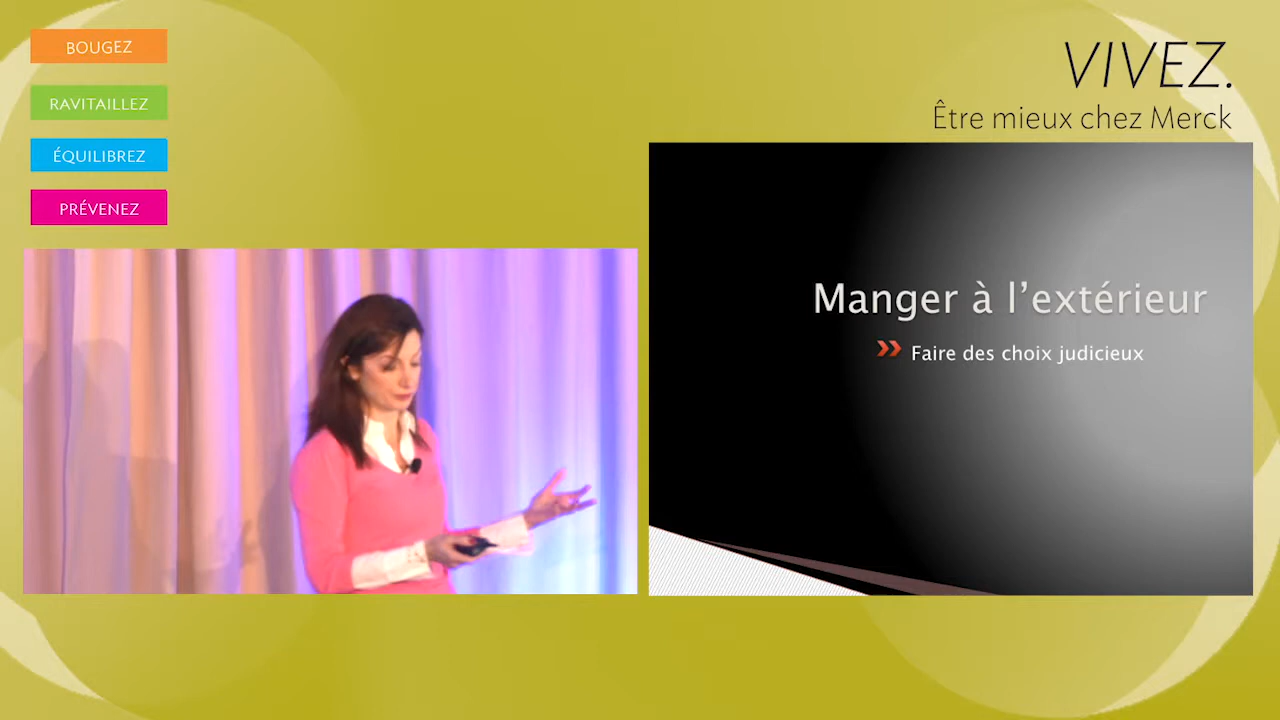 BOUGEZ
RAVITAILLEZ
ÉQUILIBREZ
PRÉVENEZ
VIVEZ.
Être mieux chez Merck
Manger à l’extérieur
Faire des choix judicieux